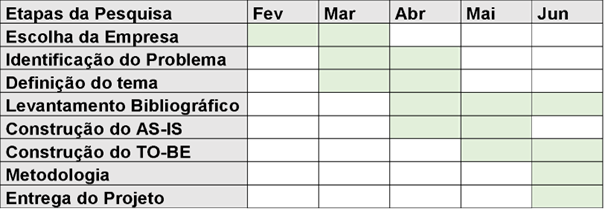 Etapas da Pesquisa Fev Mar Abr Mai Jun
Escolha da Empresa
Identificação do Problema
Definição do tema
Levantamento Bibliográfico
Construção do AS-IS
Construção do TO-BE
Metodologia
Entrega do Projeto